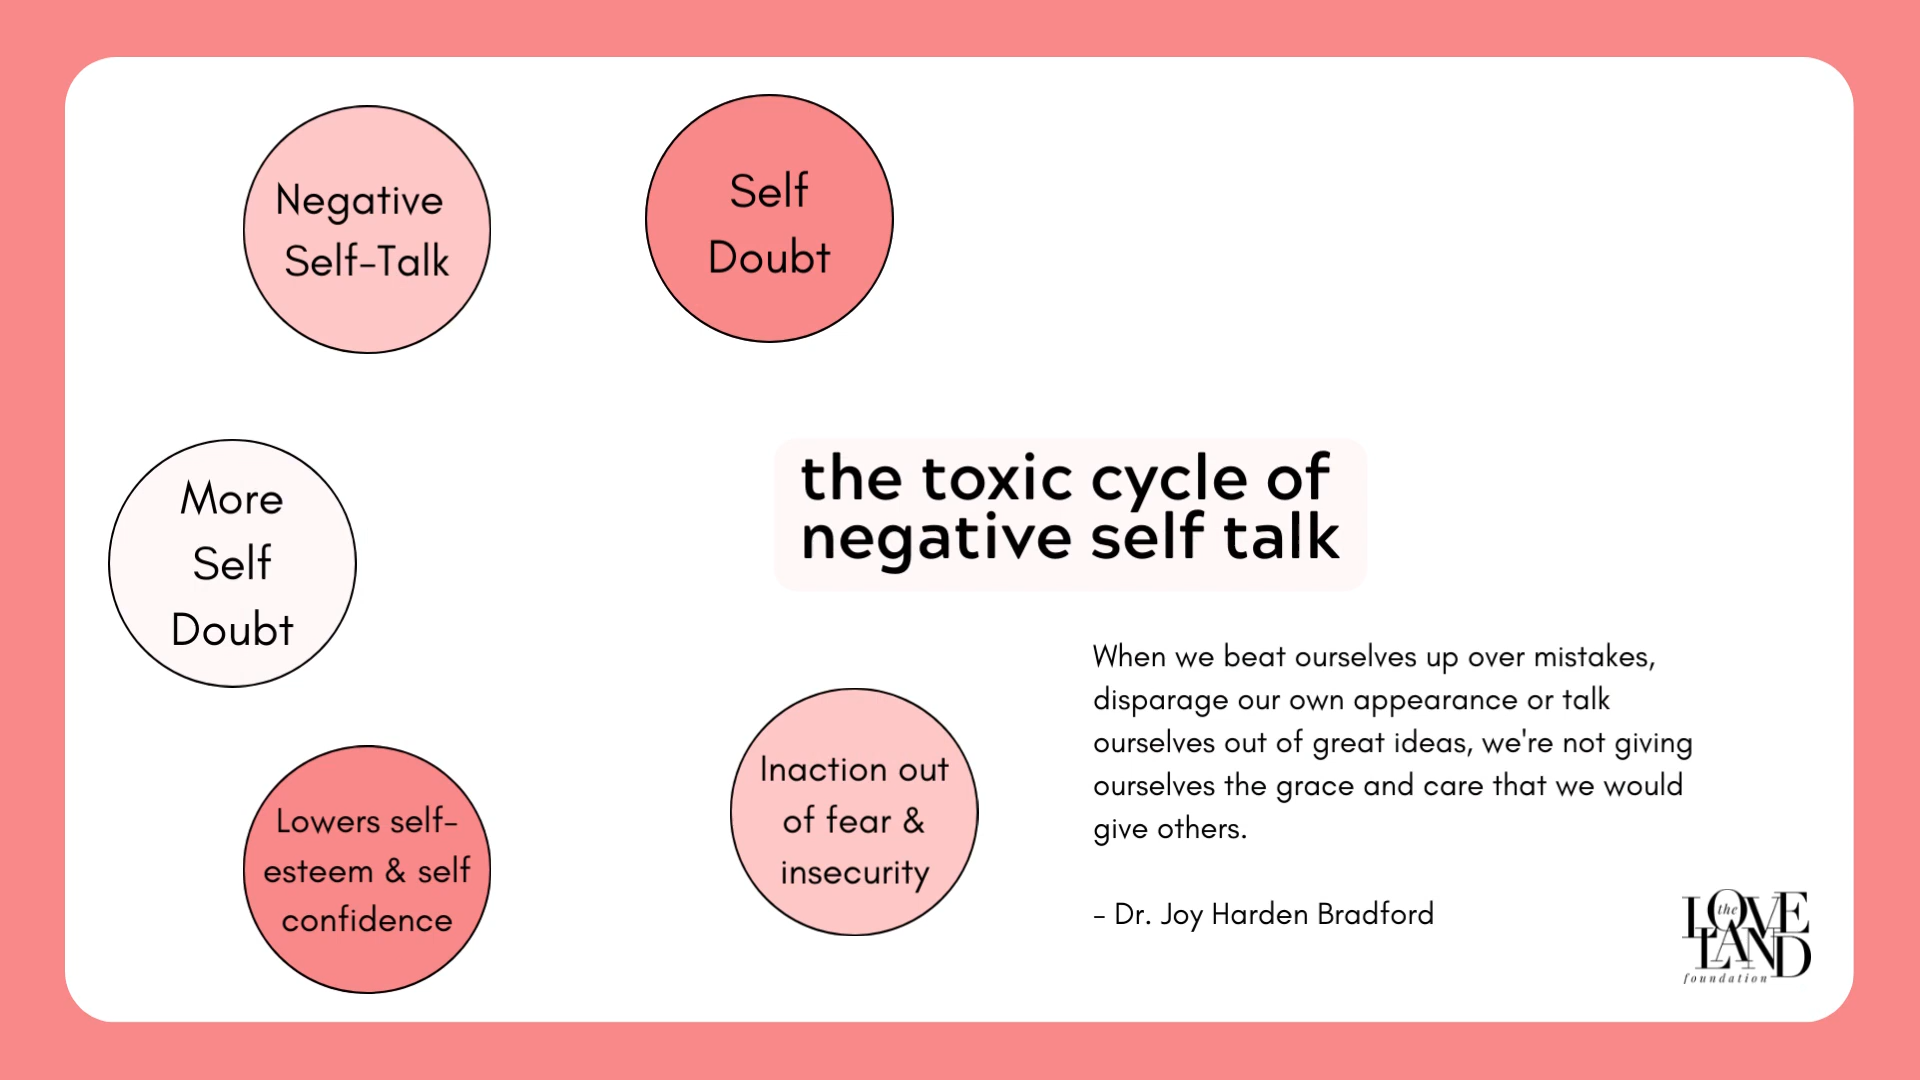 Negative
Self-Talk
Self
Doubt
More
Self
Doubt
the toxic cycle of
negative self talk
Lowers self-
esteem & self
confidence
Inaction out
of fear &
insecurity
When we beat ourselves up over mistakes,
disparage our own appearance or talk
ourselves out of great ideas, we're not giving
ourselves the grace and care that we would
give others.
- Dr. Joy Harden Bradford
the
LOVE
LAND
foundation